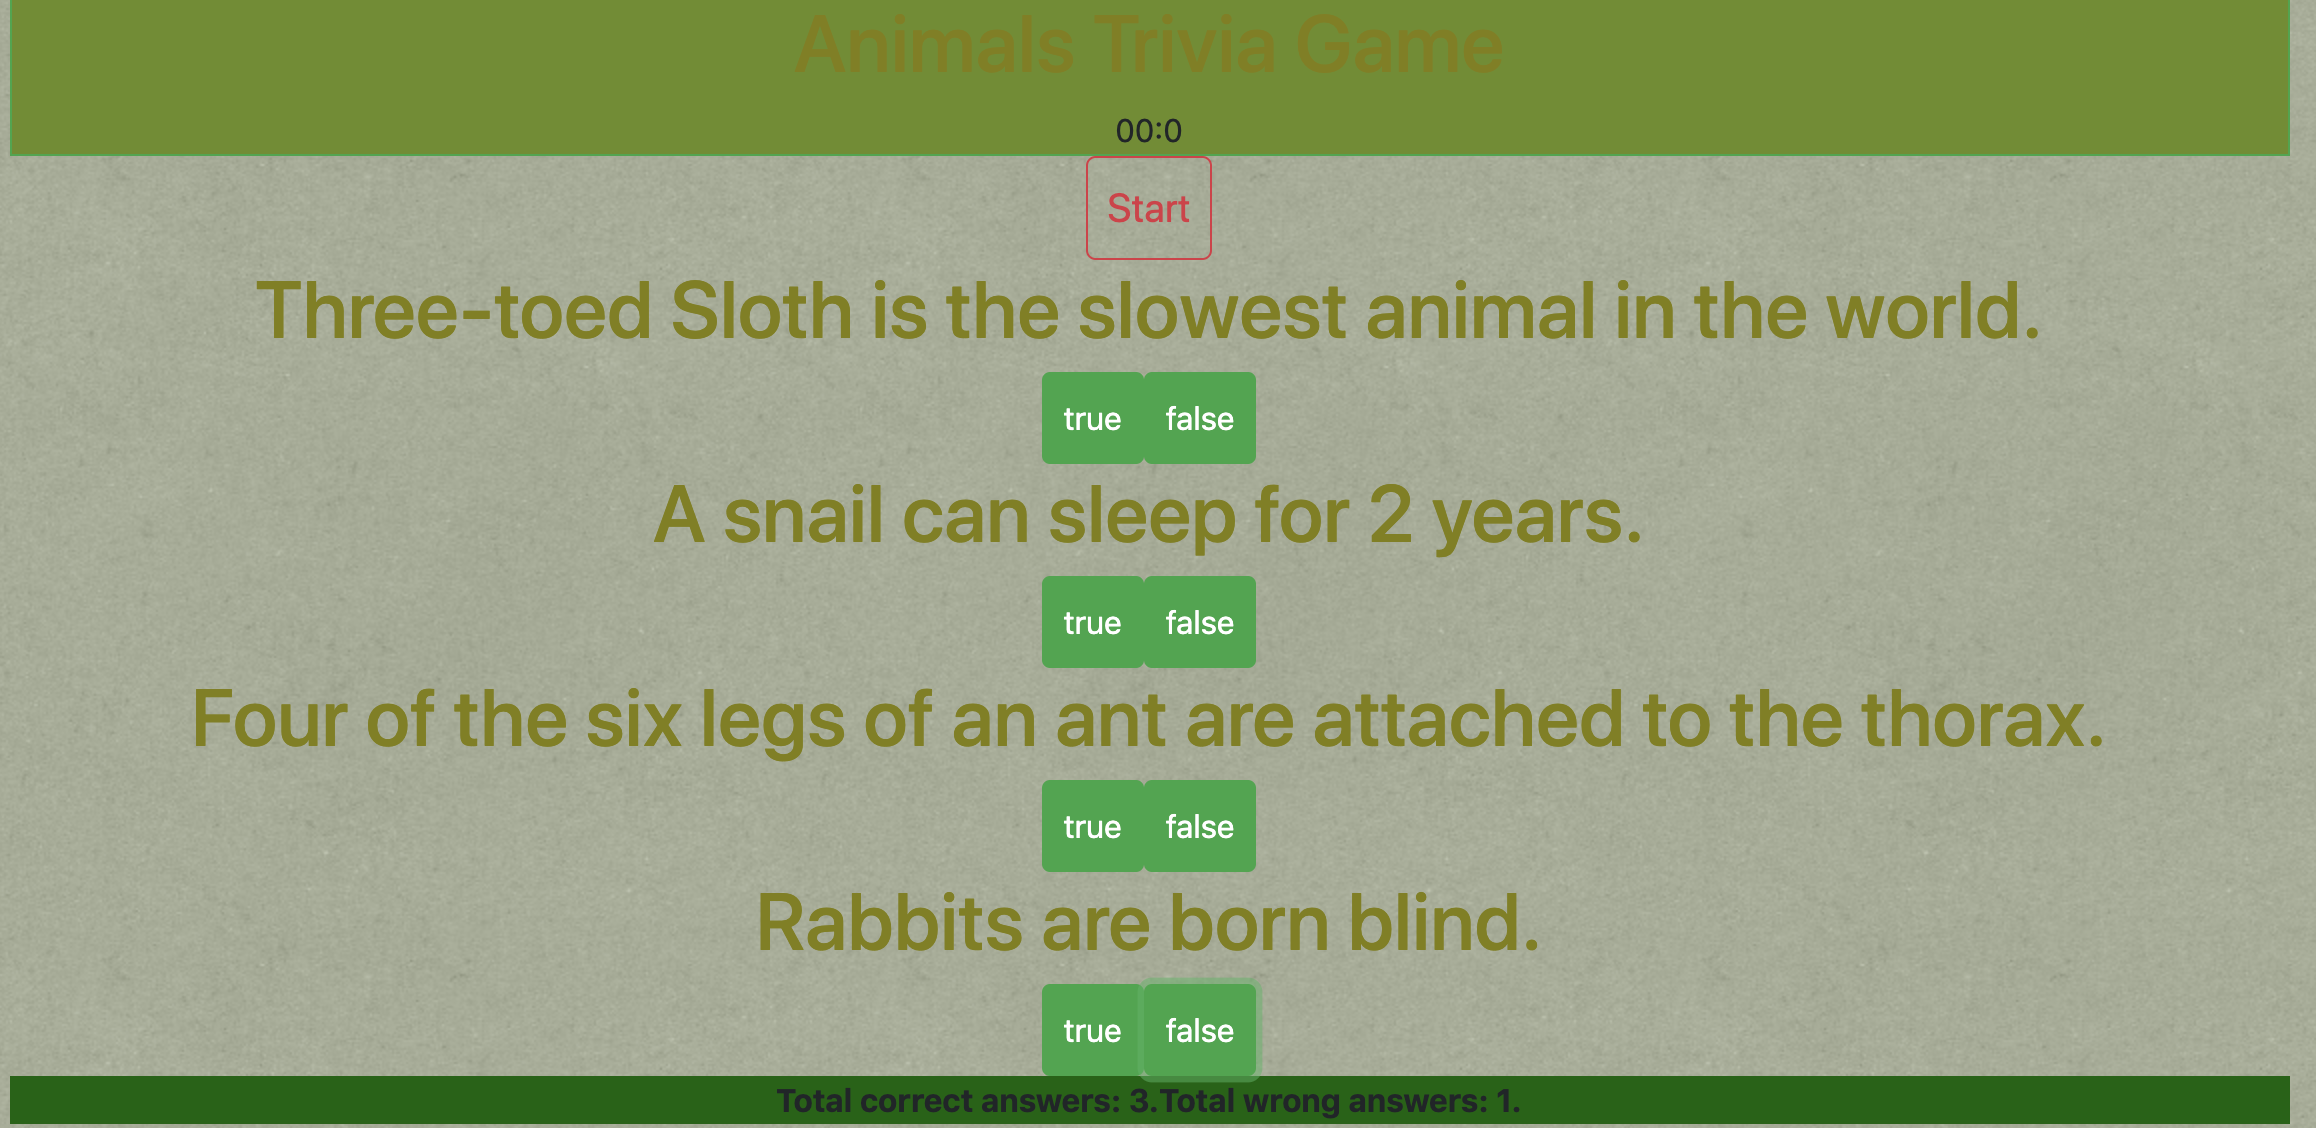 Animals Trivia Game
00:0
Start
Three-toed Sloth is the slowest animal in the world.
true false
A snail can sleep for 2 years.
true false
Four of the six legs of an ant are attached to the thorax.
true false
Rabbits are born blind.
true false
Total correct answers: 3.Total wrong answers: 1.